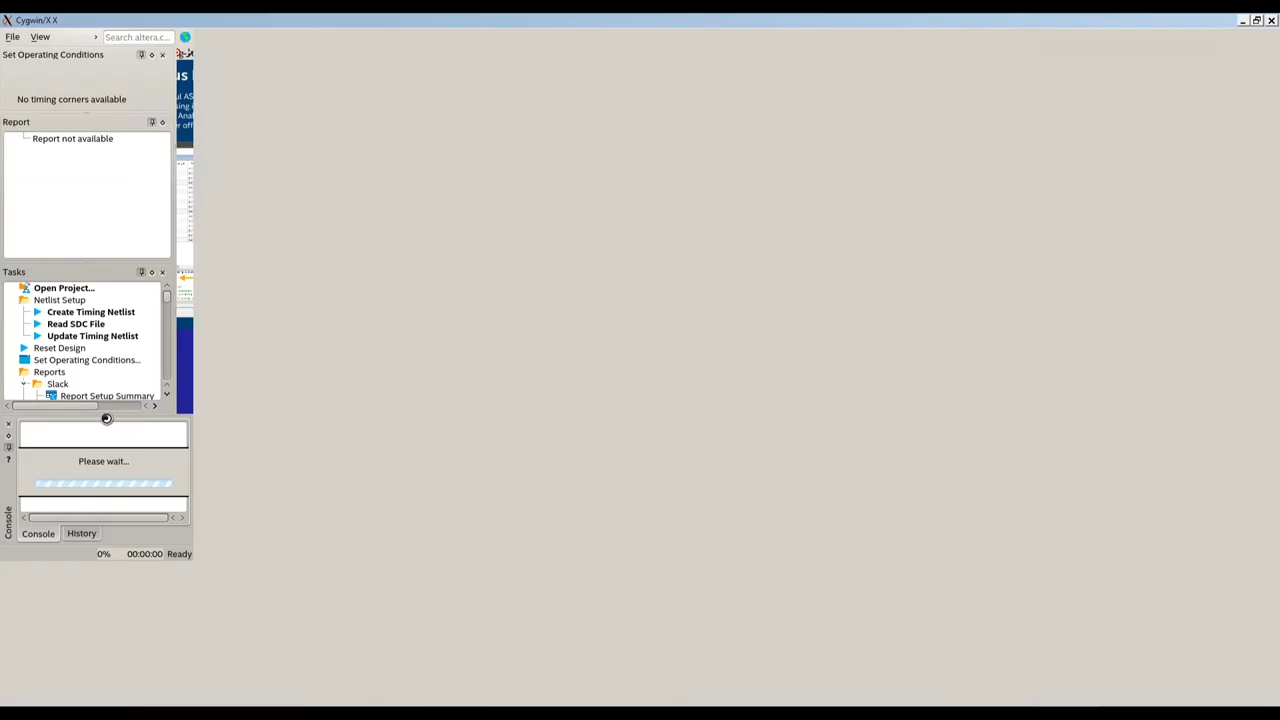 Cygwin/X X
File View Search altera.c...
Set Operating Conditions
No timing corners available
Report
Report not available
Tasks
Open Project...
Netlist Setup
Create Timing Netlist
Read SDC File
Update Timing Netlist
Reset Design
Set Operating Conditions...
Reports
Slack
Report Setup Summary
Please wait...
Console
Console History
0% 00:00:00 Ready